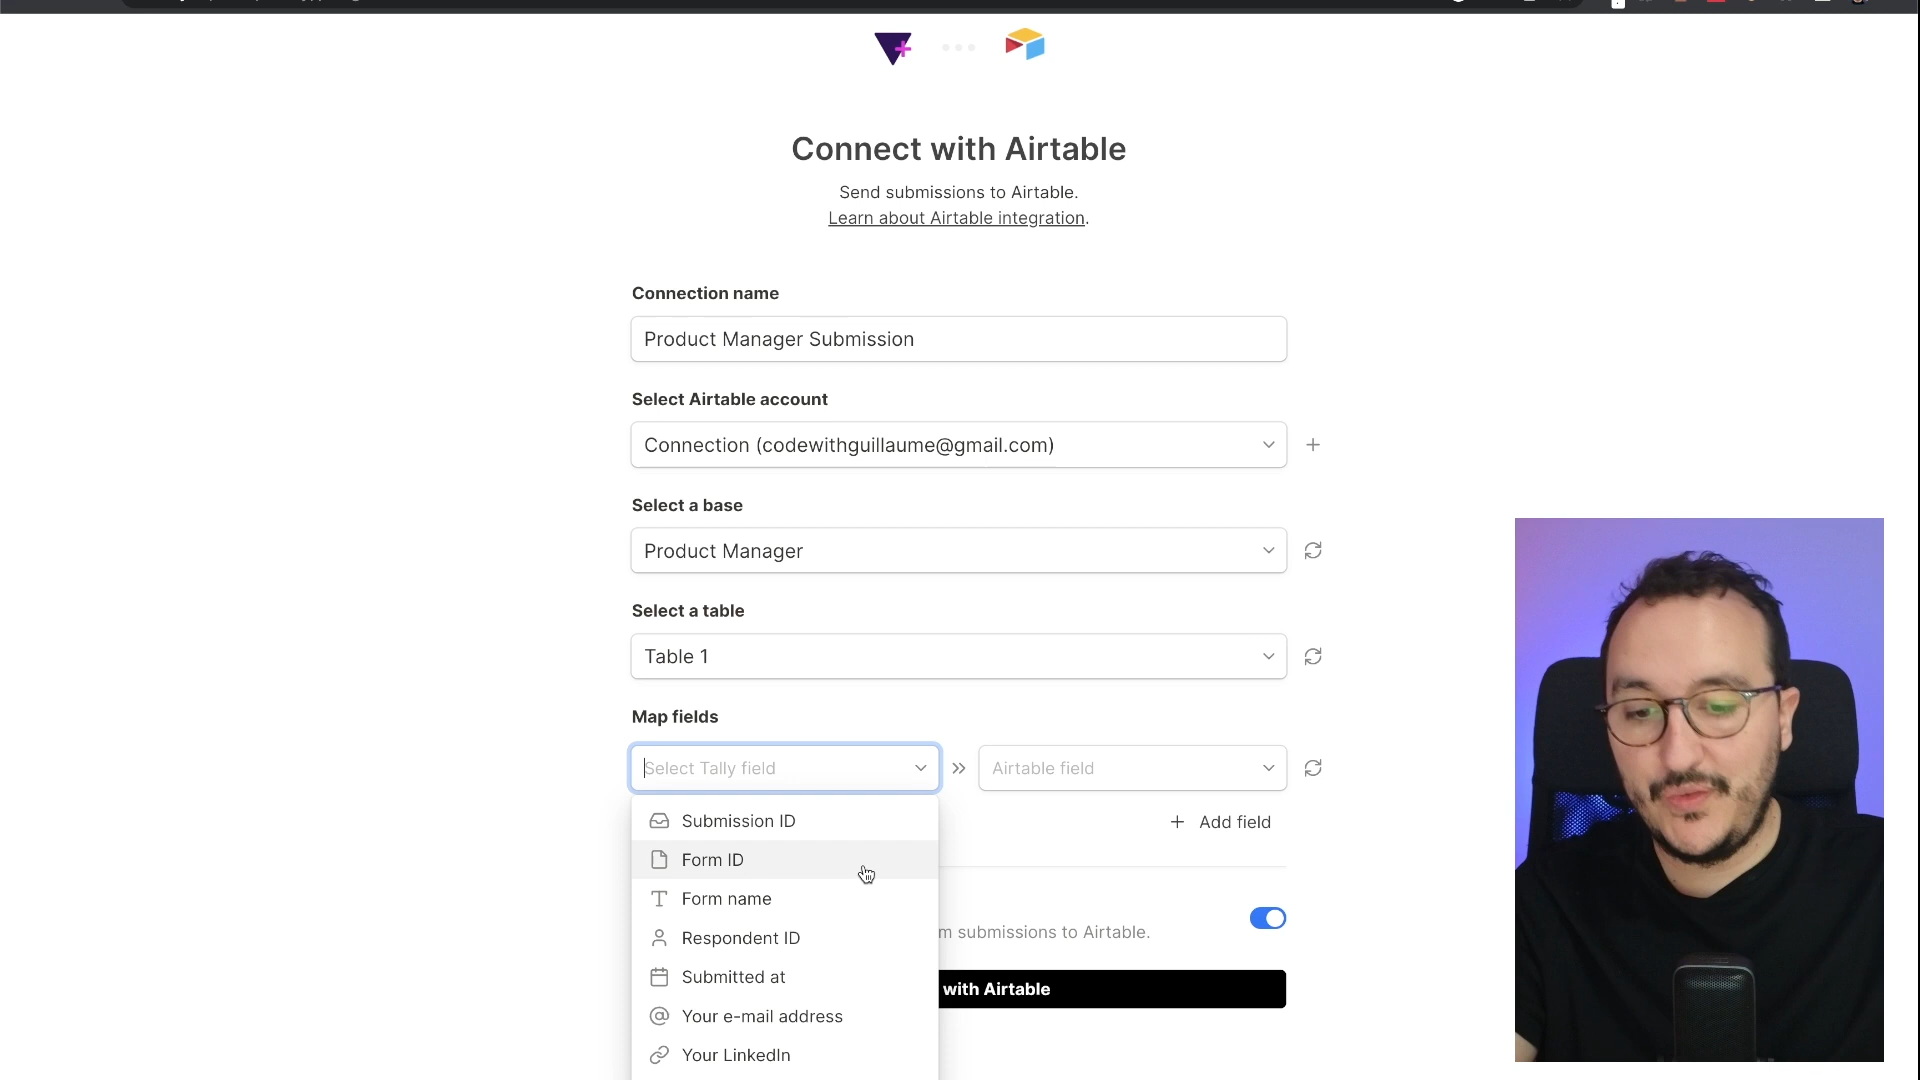 Connect with Airtable
Send submissions to Airtable.
Learn about Airtable integration.
Connection name
Product Manager Submission
Select Airtable account
Connection (codewithguillaume@gmail.com)
Select a base
Product Manager
Select a table
Table 1
Map fields
Select Tally field
Airtable field
Submission ID
Add field
Form ID
Form name
Respondent ID
m submissions to Airtable.
Submitted at
with Airtable
Your e-mail address
Your LinkedIn